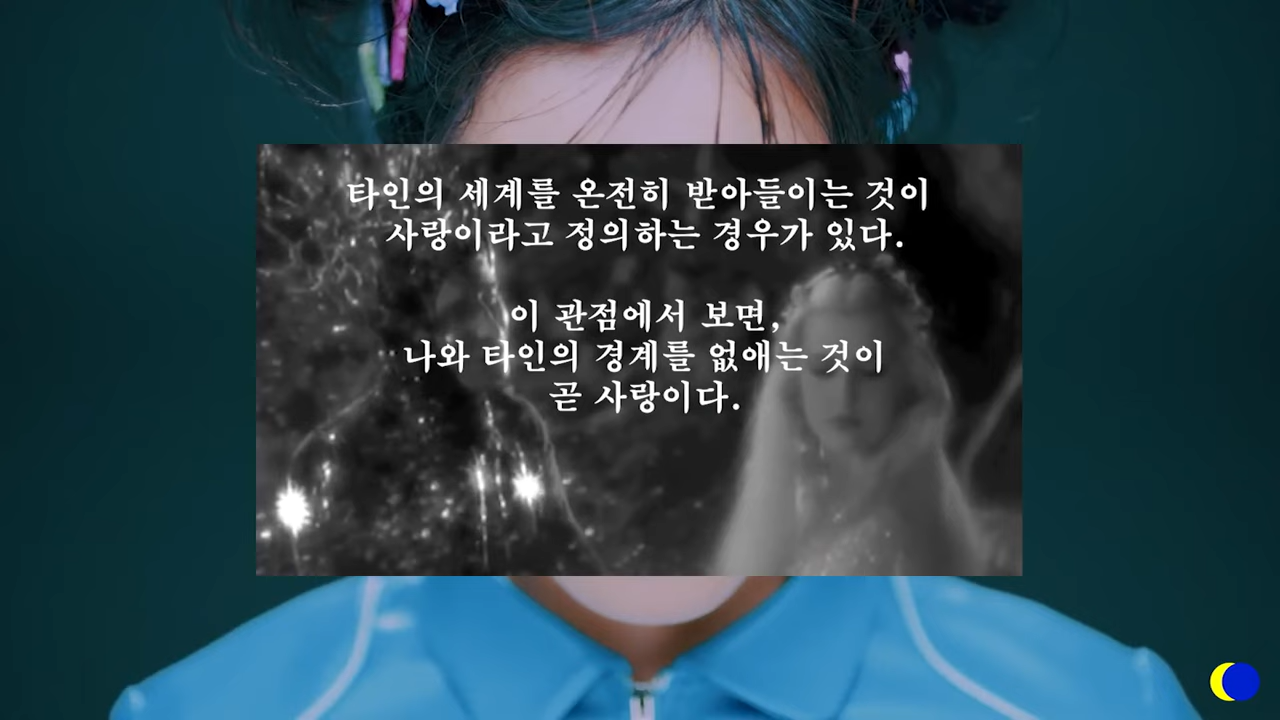 타인의 세계를 온전히 받아들이는 것이
사랑이라고 정의하는 경우가 있다.
이 관점에서 보면,
나와 타인의 경계를 없애는 것이
곧 사랑이다.